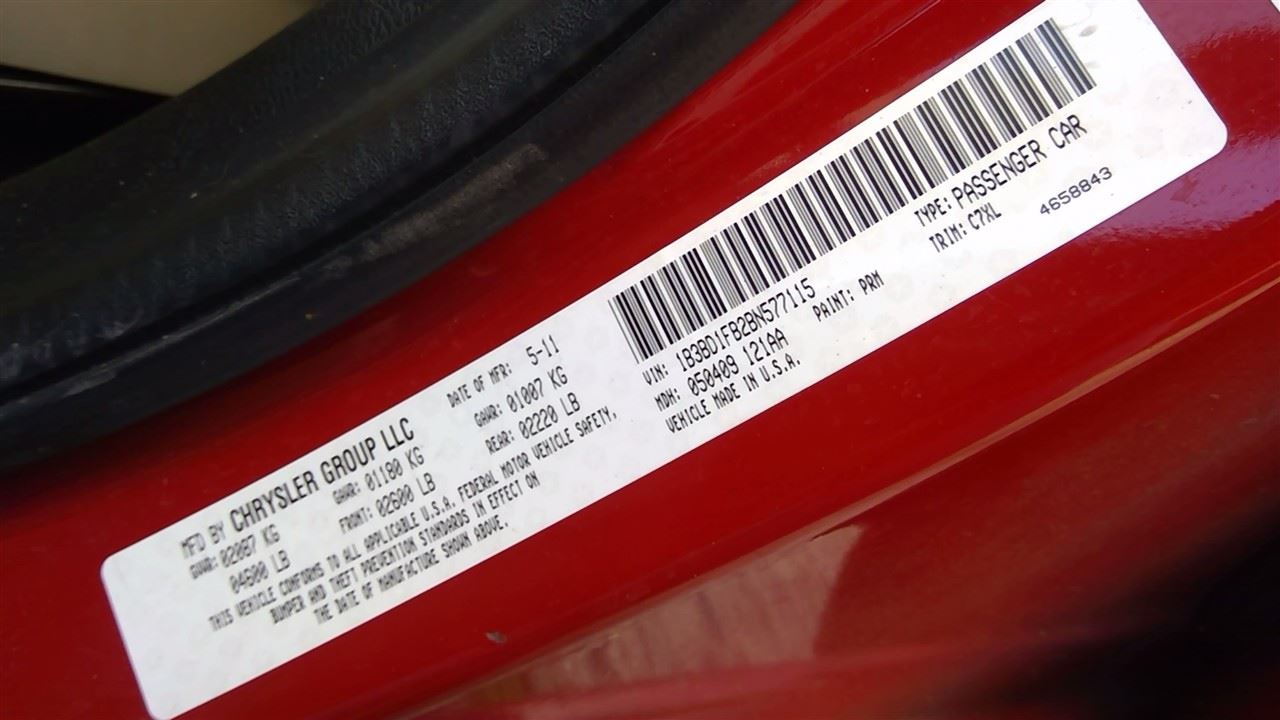 MFD BY CHRYSLER GROUP LLC
DATE OF MFR: 5-11
GVWR: 02087 KG
04600 LB
GAWR: 01180 KG
FRONT: 02600 LB
GAWR: 01007 KG
REAR: 02220 LB
THIS VEHICLE CONFORMS TO ALL APPLICABLE U.S.A. FEDERAL MOTOR VEHICLE SAFETY,
BUMPER AND THEFT PREVENTION STANDARDS IN EFFECT ON
THE DATE OF MANUFACTURE SHOWN ABOVE.
VIN: 1B3BD1FB2BN577115
MDH: 050409 121AA
VEHICLE MADE IN U.S.A.
PAINT: PRM
TYPE: PASSENGER CAR
TRIM: C7XL
4658843